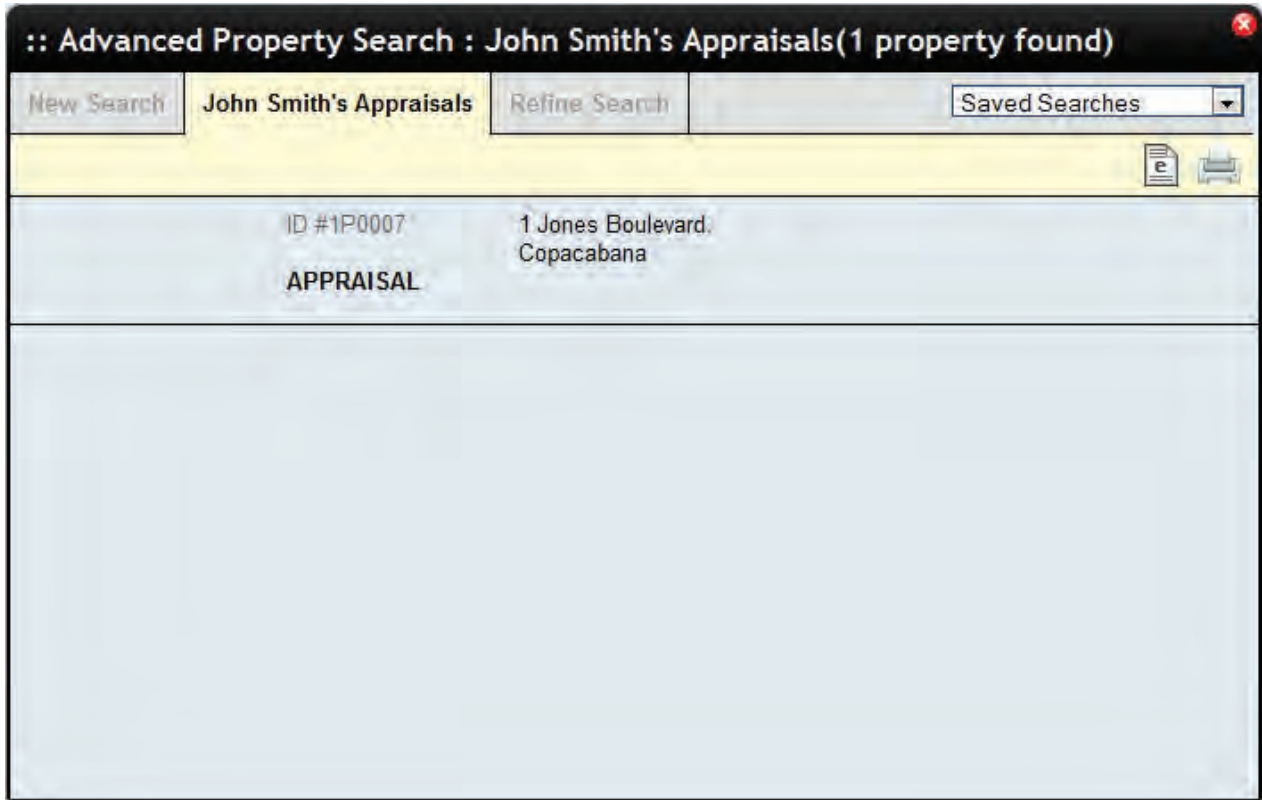 :: Advanced Property Search : John Smith's Appraisals(1 property found)
New Search
John Smith's Appraisals
Refine Search
Saved Searches
e
ID #1P0007
1 Jones Boulevard.
Copacabana
APPRAISAL